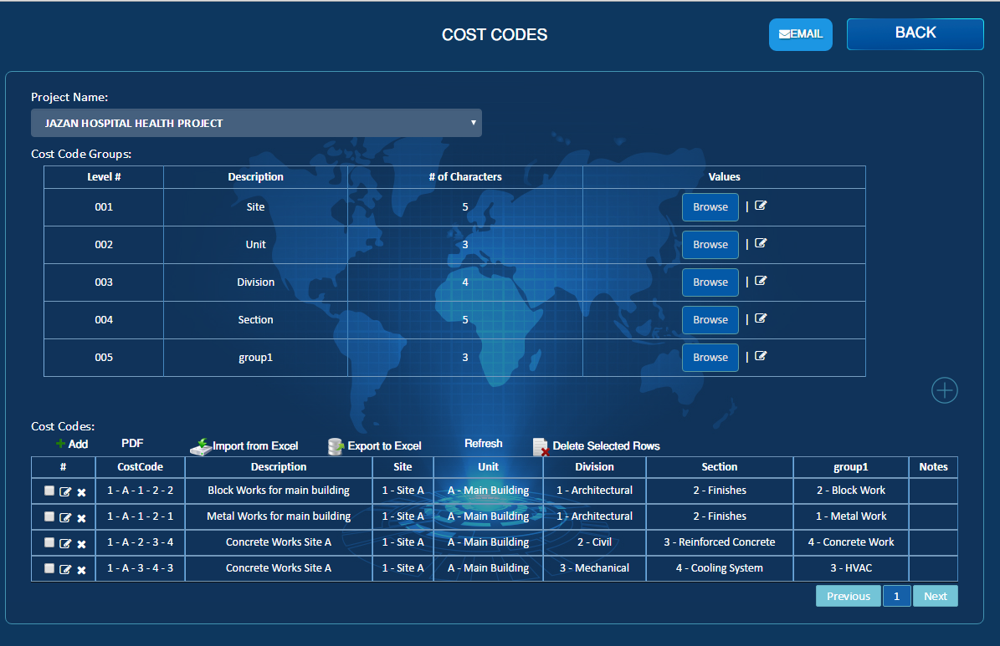 COST CODES
EMAIL
BACK
Project Name:
JAZAN HOSPITAL HEALTH PROJECT
Cost Code Groups:
Level # Description # of Characters Values
001 Site 5 Browse |
002 Unit 3 Browse |
003 Division 4 Browse |
004 Section 5 Browse |
005 group1 3 Browse |
Cost Codes:
Add PDF Import from Excel Export to Excel Refresh Delete Selected Rows
# CostCode Description Site Unit Division Section group1 Notes
1 - A - 1 - 2 - 2 Block Works for main building 1 - Site A A - Main Building 1 - Architectural 2 - Finishes 2 - Block Work
1 - A - 1 - 2 - 1 Metal Works for main building 1 - Site A A - Main Building 1 - Architectural 2 - Finishes 1 - Metal Work
1 - A - 2 - 3 - 4 Concrete Works Site A 1 - Site A A - Main Building 2 - Civil 3 - Reinforced Concrete 4 - Concrete Work
1 - A - 3 - 4 - 3 Concrete Works Site A 1 - Site A A - Main Building 3 - Mechanical 4 - Cooling System 3 - HVAC
Previous 1 Next